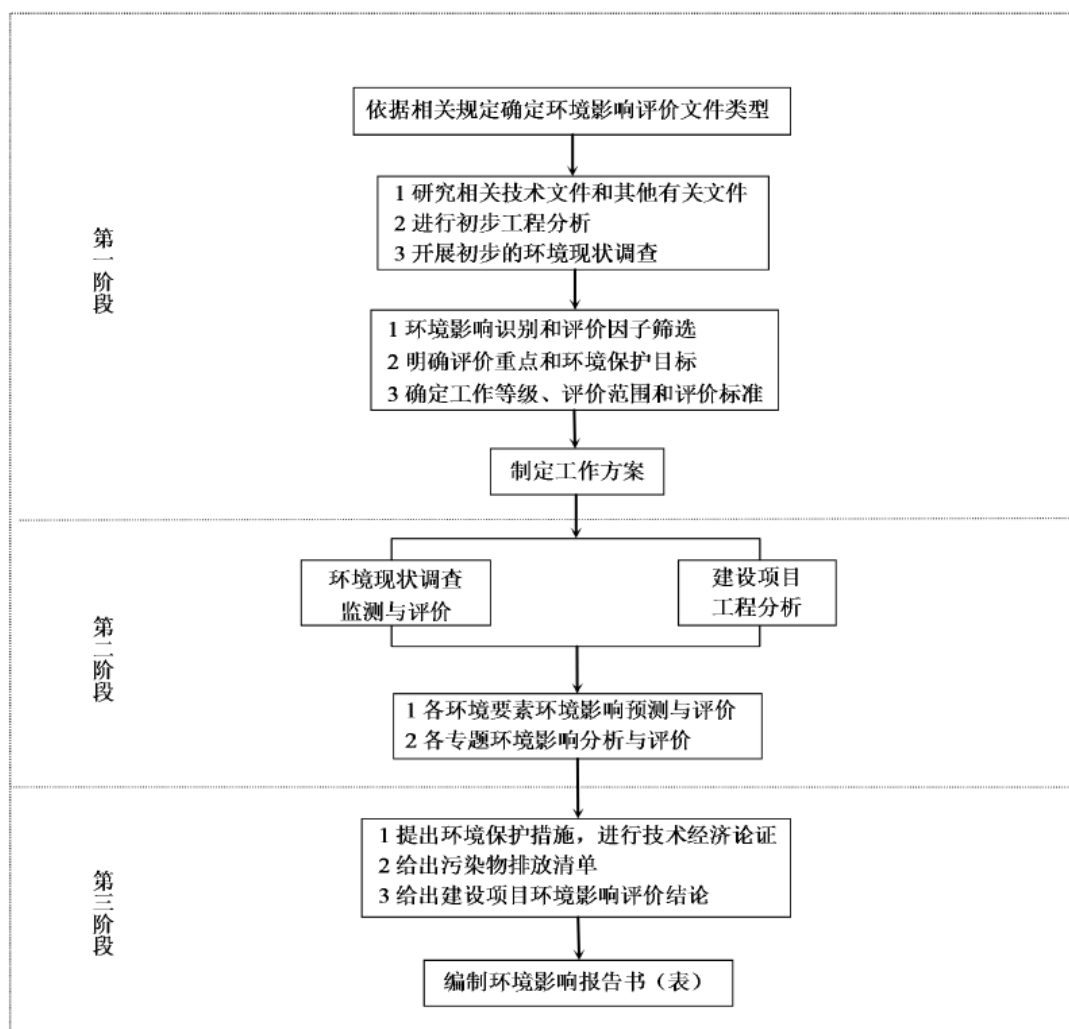 依据相关规定确定环境影响评价文件类型
1 研究相关技术文件和其他有关文件
2 进行初步工程分析
3 开展初步的环境现状调查
第一阶段
1 环境影响识别和评价因子筛选
2 明确评价重点和环境保护目标
3 确定工作等级、评价范围和评价标准
制定工作方案
环境现状调查
监测与评价
建设项目
工程分析
第二阶段
1 各环境要素环境影响预测与评价
2 各专题环境影响分析与评价
1 提出环境保护措施，进行技术经济论证
2 给出污染物排放清单
3 给出建设项目环境影响评价结论
第三阶段
编制环境影响报告书（表）